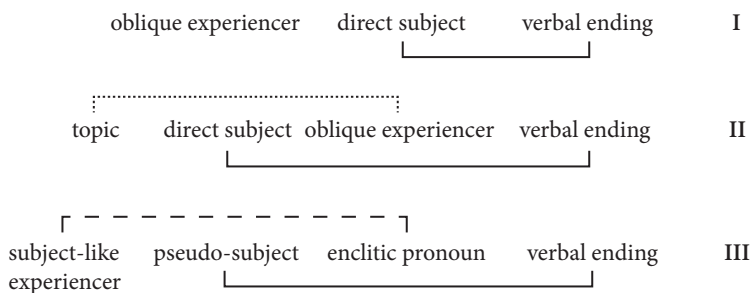 oblique experiencer direct subject verbal ending I
topic direct subject oblique experiencer verbal ending II
subject-like pseudo-subject enclitic pronoun verbal ending III
experiencer